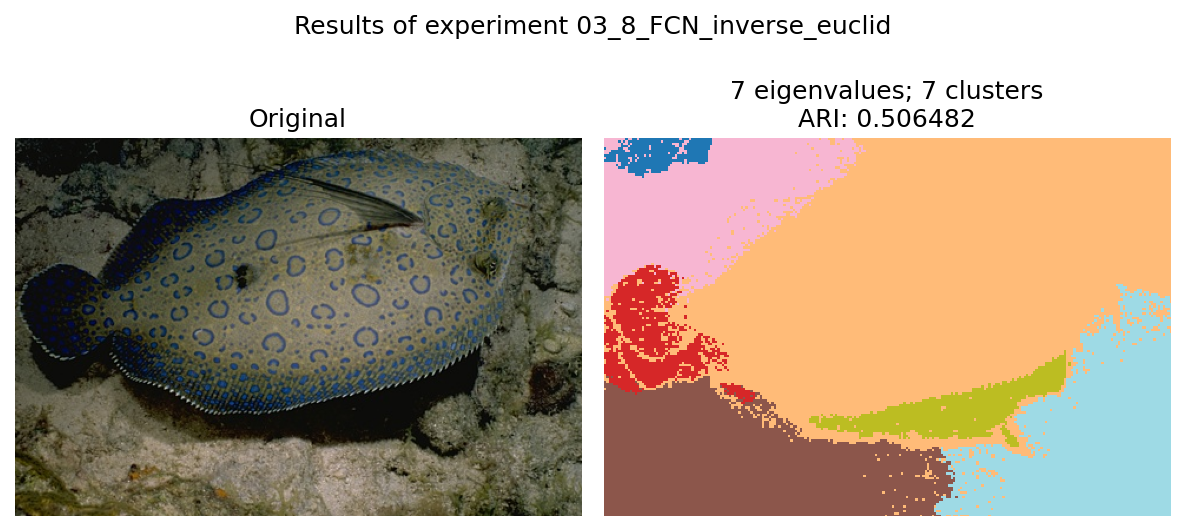 Results of experiment 03_8_FCN_inverse_euclid
Original
7 eigenvalues; 7 clusters
ARI: 0.506482